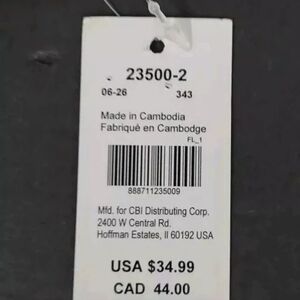 23500-2
06-26 343
Made in Cambodia
Fabriqué en Cambodge
FL_1
888711235009
Mfd. for CBI Distributing Corp.
2400 W Central Rd.
Hoffman Estates, Il 60192 USA
USA $34.99
CAD 44.00